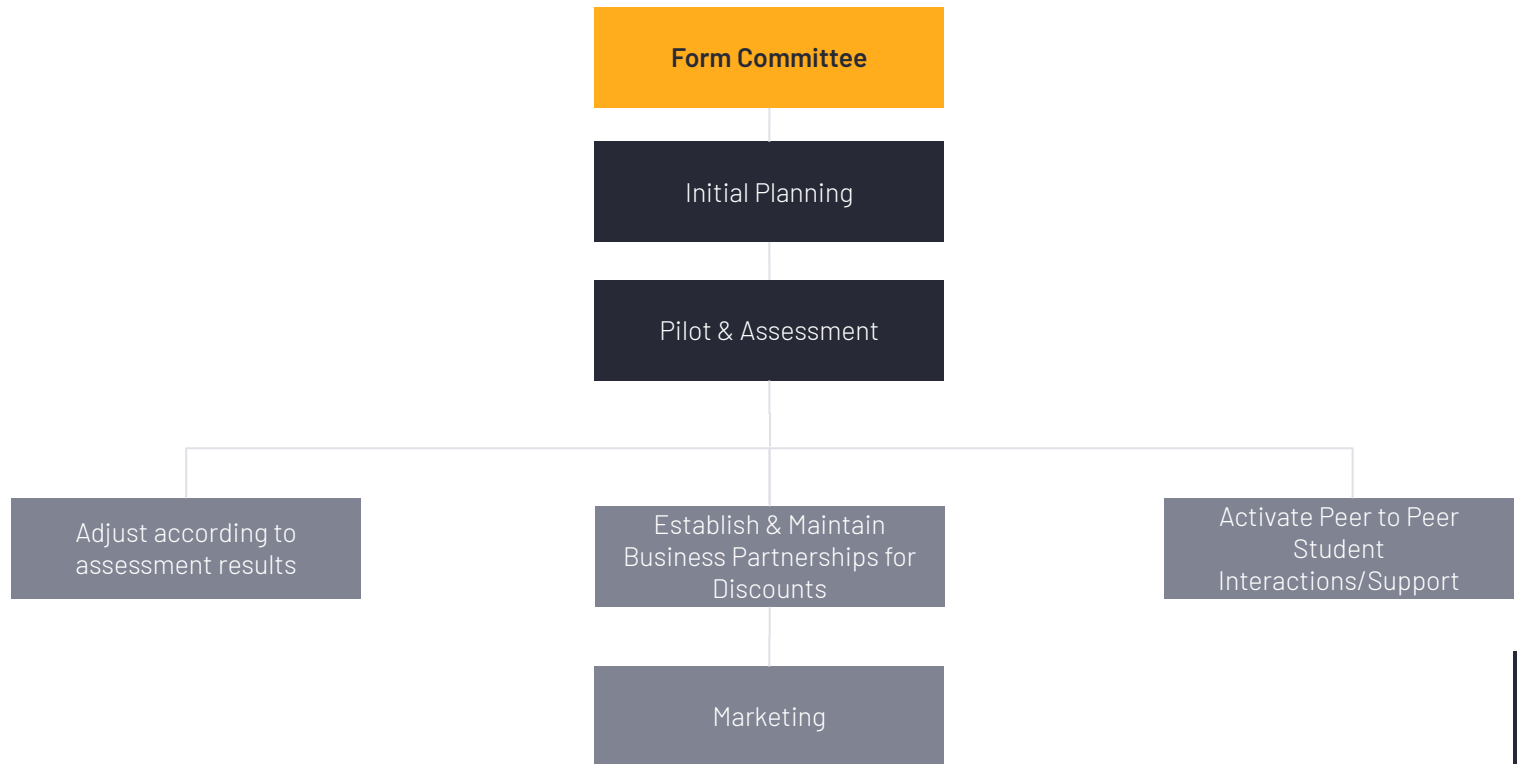 Form Committee
Initial Planning
Pilot & Assessment
Adjust according to
assessment results
Establish & Maintain
Business Partnerships for
Discounts
Activate Peer to Peer
Student
Interactions/Support
Marketing